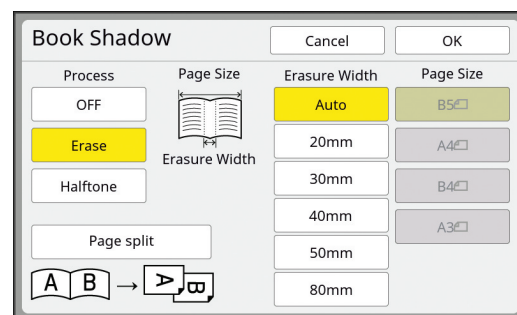 Book Shadow
Cancel
OK
Process
Page Size
Erasure Width
Page Size
OFF
Erase
Halftone
Erasure Width
Auto
20mm
30mm
40mm
50mm
80mm
B5
A4
B4
A3
Page split
A B → A B